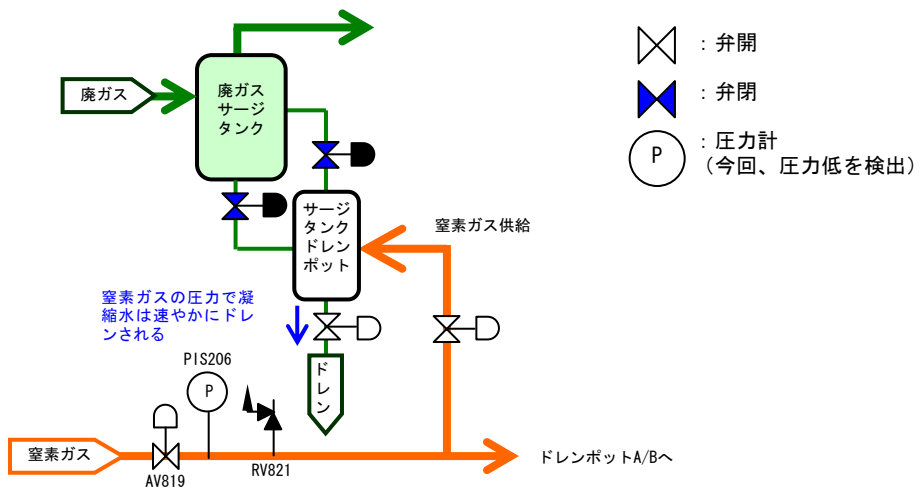 廃ガス
廃ガス
サージ
タンク
サージ
タンク
ドレン
ポット
窒素ガス供給
窒素ガスの圧力で凝
縮水は速やかにドレ
ンされる
PIS206
P
ドレン
窒素ガス
AV819
RV821
ドレンポットA/Bへ
：弁開
：弁閉
P
：圧力計
（今回、圧力低を検出）